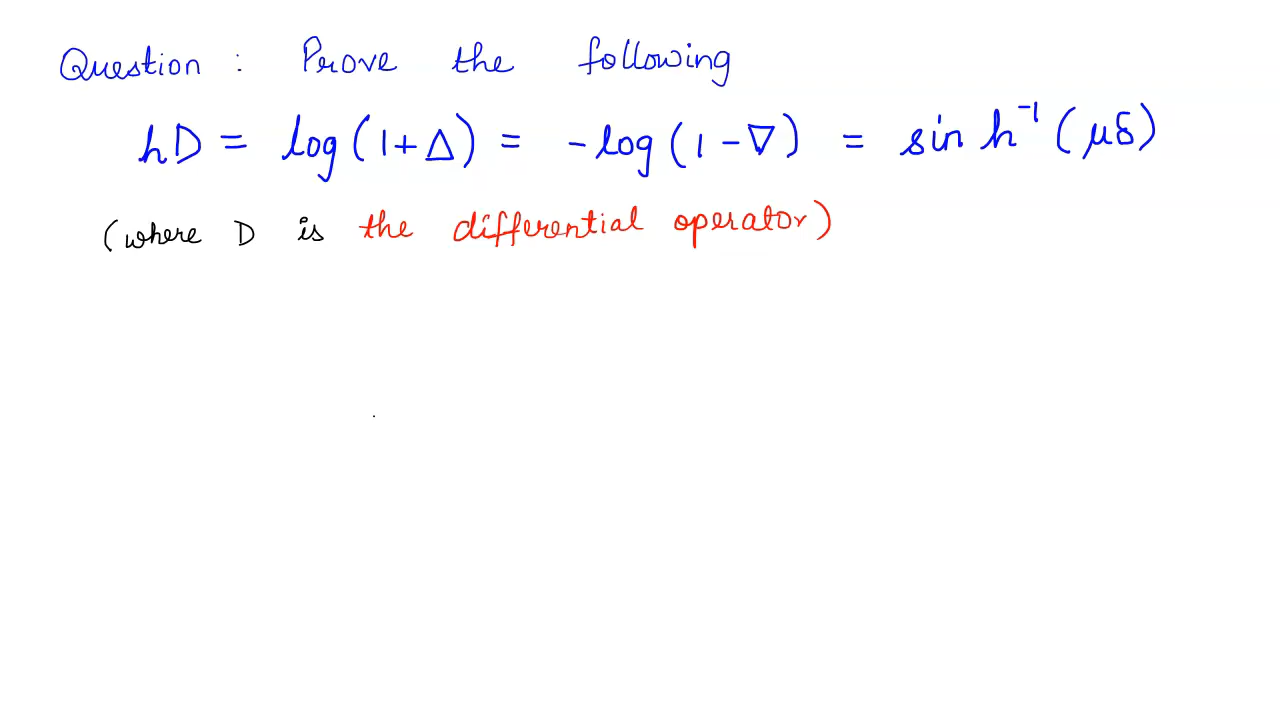 Question : Prove the following
hD = log(1+Δ) = -log(1-∇) = sin h⁻¹(μδ)
(where D is the differential operator)